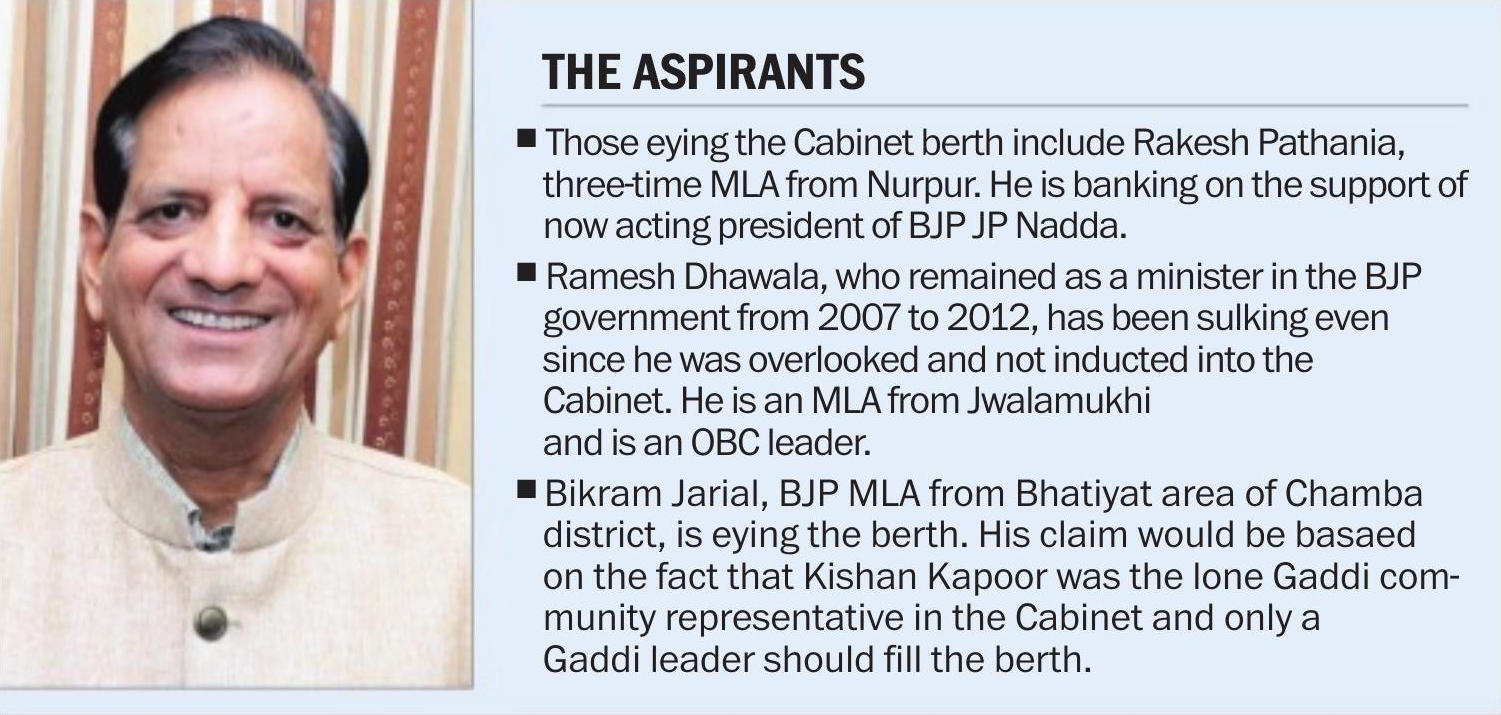 THE ASPIRANTS
■ Those eying the Cabinet berth include Rakesh Pathania,
three-time MLA from Nurpur. He is banking on the support of
now acting president of BJP JP Nadda.
■ Ramesh Dhawala, who remained as a minister in the BJP
government from 2007 to 2012, has been sulking even
since he was overlooked and not inducted into the
Cabinet. He is an MLA from Jwalamukhi
and is an OBC leader.
■ Bikram Jarial, BJP MLA from Bhatiyat area of Chamba
district, is eying the berth. His claim would be basaed
on the fact that Kishan Kapoor was the lone Gaddi com-
munity representative in the Cabinet and only a
Gaddi leader should fill the berth.